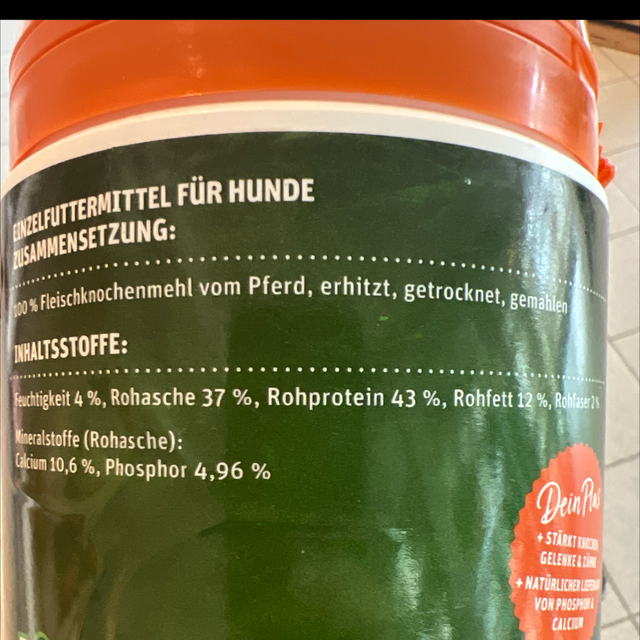 EINZELFUTTERMITTEL FÜR HUNDE
ZUSAMMENSETZUNG:
100 % Fleischknochenmehl vom Pferd, erhitzt, getrocknet, gemahlen
INHALTSSTOFFE:
Feuchtigkeit 4 %, Rohasche 37 %, Rohprotein 43 %, Rohfett 12 %, Rohfaser 2 %
Mineralstoffe (Rohasche):
Calcium 10,6 %, Phosphor 4,96 %
Dein Plus
+ STÄRKT KNOCHEN
GELENKE & ZÄHNE
+ NATÜRLICHER LIEFERANT
VON PHOSPHOR &
CALCIUM